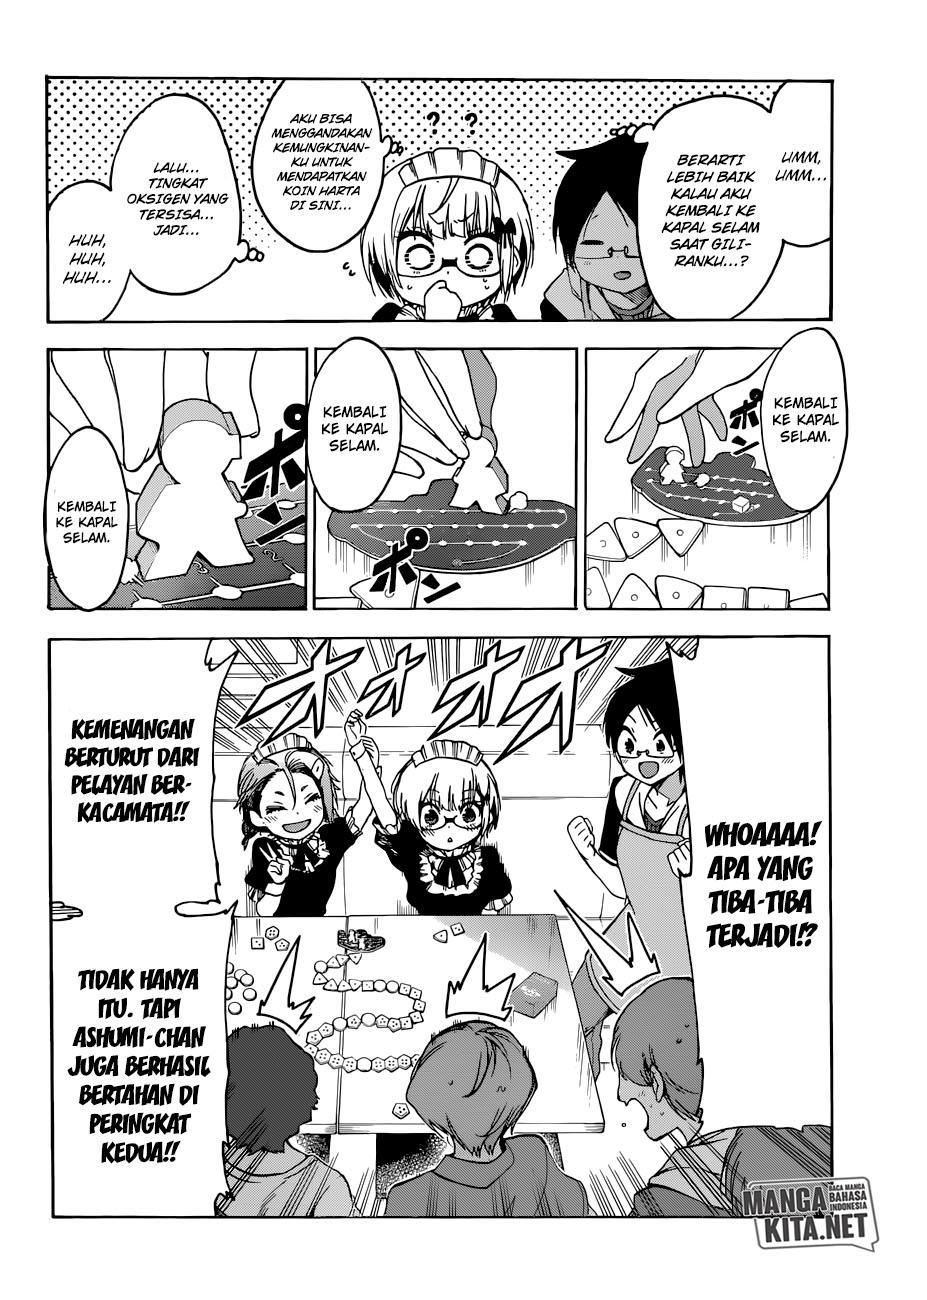 UMM,
UMM...
BERARTI
LEBIH BAIK
KALAU AKU
KEMBALI KE
KAPAL SELAM
SAAT GILI-
RANKU...?
? ?
AKU BISA
MENGGANDAKAN
KEMUNGKINAN-
KU UNTUK
MENDAPATKAN
KOIN HARTA
DI SINI...
LALU...
TINGKAT
OKSIGEN YANG
TERSISA...
JADI...
HUH,
HUH,
HUH...
KEMBALI
KE KAPAL
SELAM.
ポン
KEMBALI
KE KAPAL
SELAM.
ポン
KEMBALI
KE KAPAL
SELAM.
ポン
オオオオ
WHOAAAA!
APA YANG
TIBA-TIBA
TERJADI!?
KEMENANGAN
BERTURUT DARI
PELAYAN BER-
KACAMATA!!
TIDAK HANYA
ITU. TAPI
ASHUMI-CHAN
JUGA BERHASIL
BERTAHAN DI
PERINGKAT
KEDUA!!
MANGA
KITA.NET
BACA MANGA
BAHASA
INDONESIA